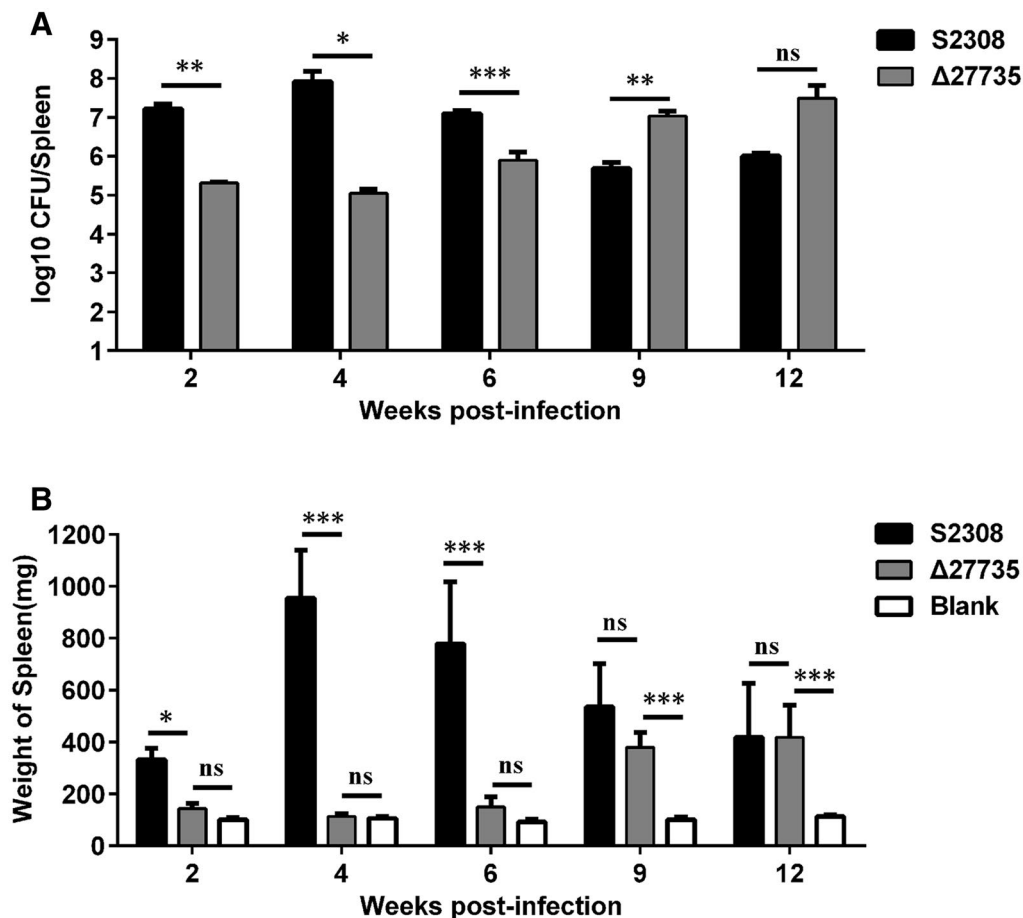 A
log10 CFU/Spleen
9
8
7
6
5
4
3
2
1
** * *** ** ns
2 4 6 9 12
Weeks post-infection
S2308
Δ27735
B
Weight of Spleen(mg)
1200
1000
800
600
400
200
0
* ns *** ns *** ns ns *** ns ***
2 4 6 9 12
Weeks post-infection
S2308
Δ27735
Blank